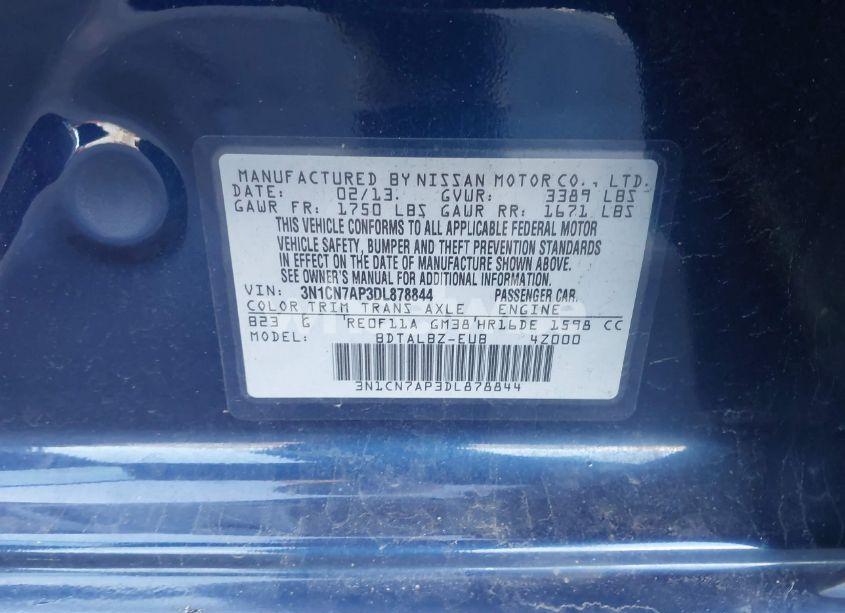 MANUFACTURED BY NISSAN MOTOR CO., LTD.
DATE: 02/13. GVWR: 3389 LBS
GAWR FR: 1750 LBS GAWR RR: 1671 LBS
THIS VEHICLE CONFORMS TO ALL APPLICABLE FEDERAL MOTOR
VEHICLE SAFETY, BUMPER AND THEFT PREVENTION STANDARDS
IN EFFECT ON THE DATE OF MANUFACTURE SHOWN ABOVE.
SEE OWNER'S MANUAL FOR ADDITIONAL INFORMATION.
VIN: 3N1CN7AP3DL878844 PASSENGER CAR.
COLOR TRIM TRANS AXLE ENGINE
B23 G RE0F11A GM38 HR16DE 1598 CC
MODEL: BDTALBZ-EUB 4Z000
3N1CN7AP3DL878844